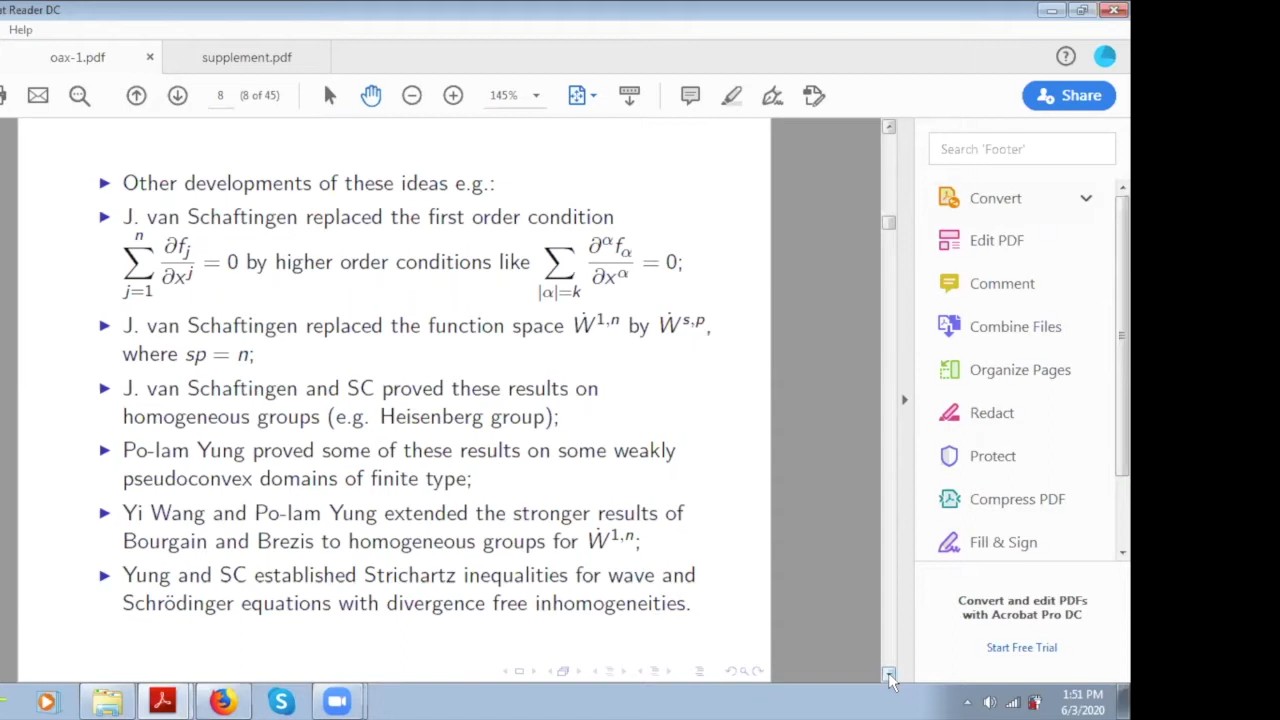 at Reader DC
Help
oax-1.pdf
supplement.pdf
8 (8 of 45)
145%
Share
Search 'Footer'
Convert
Edit PDF
Comment
Combine Files
Organize Pages
Redact
Protect
Compress PDF
Fill & Sign
Convert and edit PDFs
with Acrobat Pro DC
Start Free Trial
▶ Other developments of these ideas e.g.:
▶ J. van Schaftingen replaced the first order condition
∑_{j=1}^{n} ∂f_j/∂x^j = 0 by higher order conditions like ∑_{|α|=k} ∂^α f_α/∂x^α = 0;
▶ J. van Schaftingen replaced the function space Ẇ^{1,n} by Ẇ^{s,p},
where sp = n;
▶ J. van Schaftingen and SC proved these results on
homogeneous groups (e.g. Heisenberg group);
▶ Po-lam Yung proved some of these results on some weakly
pseudoconvex domains of finite type;
▶ Yi Wang and Po-lam Yung extended the stronger results of
Bourgain and Brezis to homogeneous groups for Ẇ^{1,n};
▶ Yung and SC established Strichartz inequalities for wave and
Schrödinger equations with divergence free inhomogeneities.
1:51 PM
6/3/2020